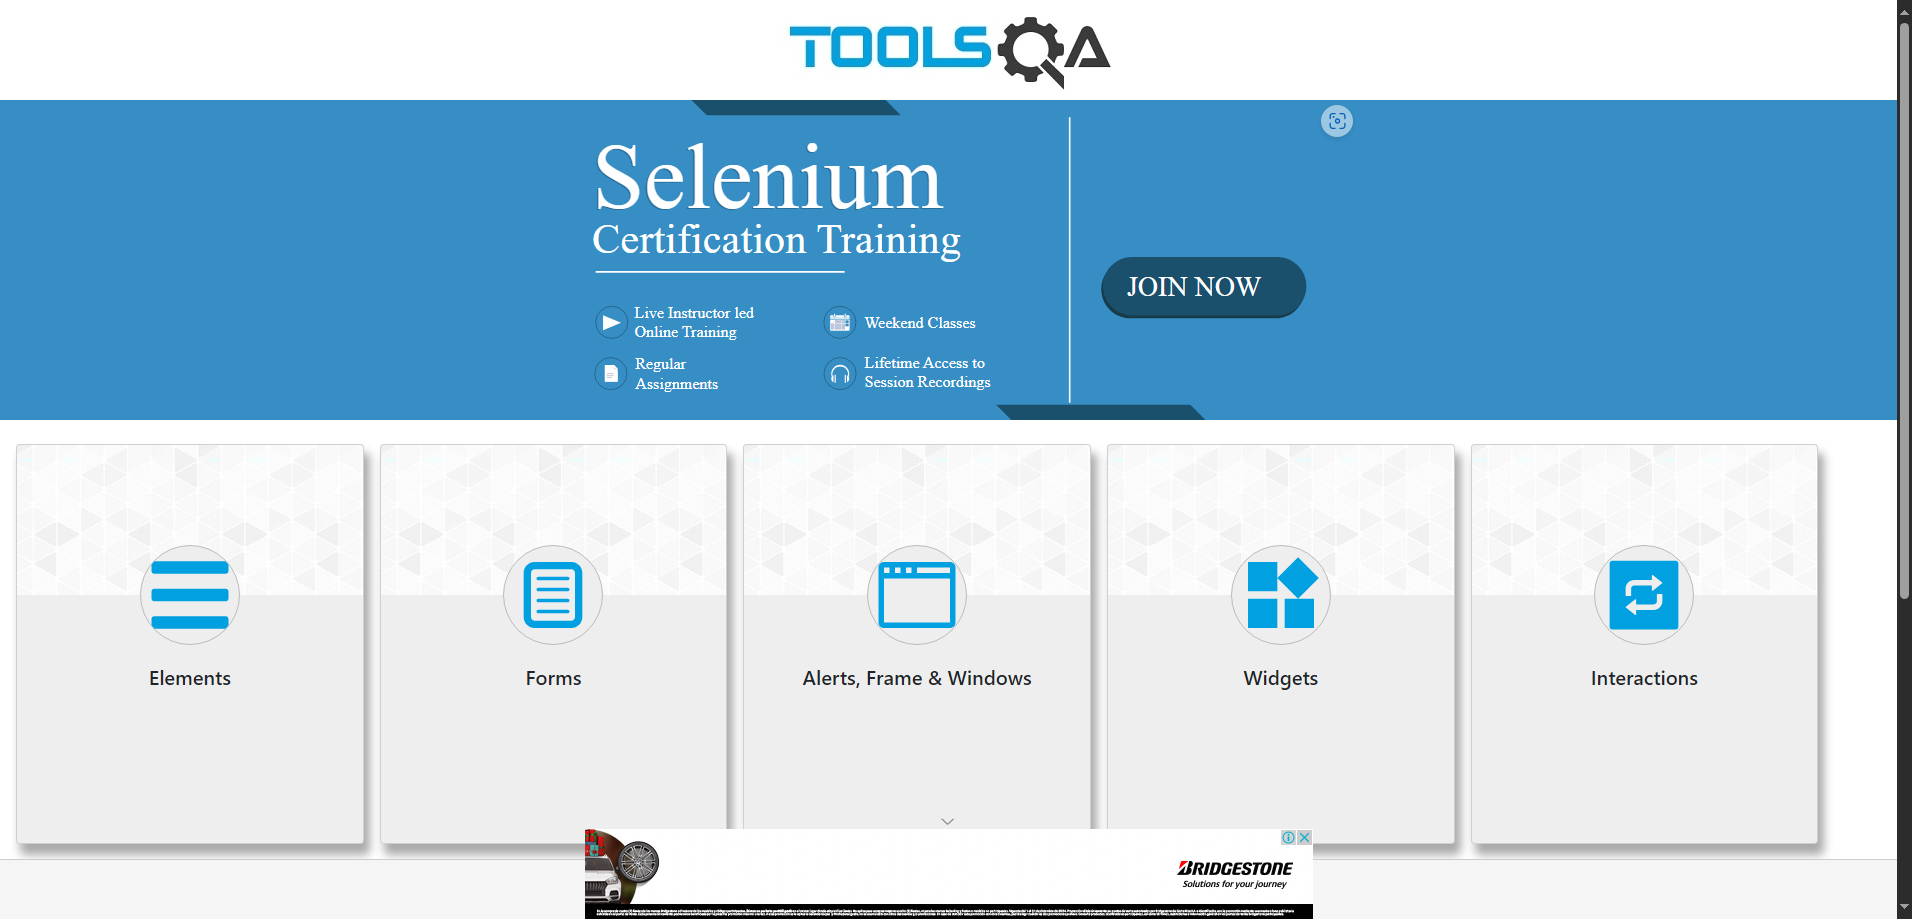 TOOLSQA
Selenium
Certification Training
JOIN NOW
Live Instructor led
Online Training
Weekend Classes
Regular
Assignments
Lifetime Access to
Session Recordings
Elements
Forms
Alerts, Frame & Windows
Widgets
Interactions
BRIDGESTONE
Solutions for your journey